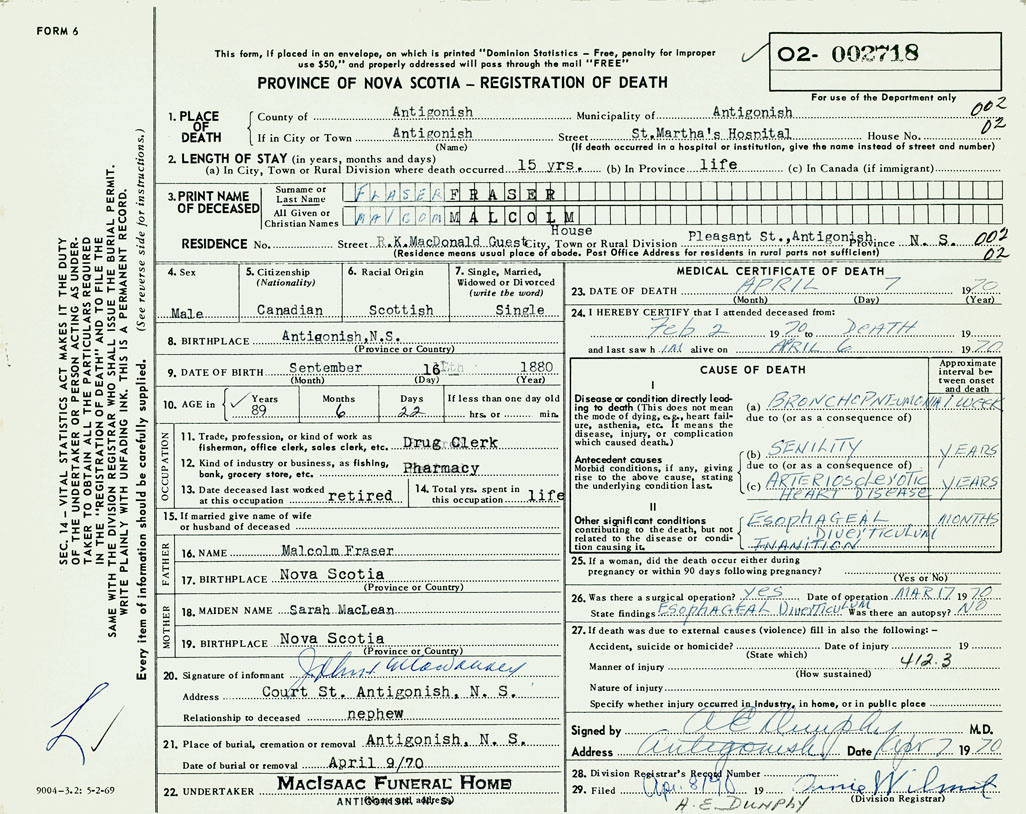 FORM 6
This form, if placed in an envelope, on which is printed "Dominion Statistics – Free, penalty for improper
use $50," and properly addressed will pass through the mail "FREE"
02- 002718
PROVINCE OF NOVA SCOTIA – REGISTRATION OF DEATH
For use of the Department only
002
02
1. PLACE OF DEATH
County of Antigonish Municipality of Antigonish
If in City or Town Antigonish Street St.Martha's Hospital House No.
(Name) (If death occurred in a hospital or institution, give the name instead of street and number)
2. LENGTH OF STAY (in years, months and days)
(a) In City, Town or Rural Division where death occurred 15 yrs. (b) In Province life (c) In Canada (if immigrant)
3. PRINT NAME OF DECEASED
Surname or Last Name FRASER FRASER
All Given or Christian Names MALCOM MALCOLM
House
RESIDENCE No. Street R.K.MacDonald Guest City, Town or Rural Division Pleasant St.,Antigonish Province N. S. 002
(Residence means usual place of abode. Post Office Address for residents in rural parts not sufficient) 02
4. Sex
Male
5. Citizenship
(Nationality)
Canadian
6. Racial Origin
Scottish
7. Single, Married,
Widowed or Divorced
(write the word)
Single
8. BIRTHPLACE Antigonish,N.S.
(Province or Country)
9. DATE OF BIRTH September 16 1880
(Month) (Day) (Year)
10. AGE in Years 89 Months 6 Days 22 If less than one day old
hrs. or min.
OCCUPATION
11. Trade, profession, or kind of work as
fisherman, office clerk, sales clerk, etc. Drug Clerk
12. Kind of industry or business, as fishing,
bank, grocery store, etc. Pharmacy
13. Date deceased last worked
at this occupation retired
14. Total yrs. spent in
this occupation life
15. If married give name of wife
or husband of deceased
FATHER
16. NAME Malcolm Fraser
17. BIRTHPLACE Nova Scotia
(Province or Country)
MOTHER
18. MAIDEN NAME Sarah MacLean
19. BIRTHPLACE Nova Scotia
(Province or Country)
20. Signature of informant John
Address Court St. Antigonish, N. S.
Relationship to deceased nephew
21. Place of burial, cremation or removal Antigonish, N. S.
Date of burial or removal April 9/70
22. UNDERTAKER MacIsaac Funeral Home
ANTIGONISH, N. S.
(Name and address)
MEDICAL CERTIFICATE OF DEATH
23. DATE OF DEATH APRIL 7 1970
(Month) (Day) (Year)
24. I HEREBY CERTIFY that I attended deceased from:
Feb 2 1970 to DEATH 19
and last saw him alive on APRIL 6 1970
CAUSE OF DEATH
Approximate
interval be-
tween onset
and death
I
Disease or condition directly lead-
ing to death (This does not mean
the mode of dying, e.g., heart fail-
ure, asthenia, etc. It means the
disease, injury, or complication
which caused death.)
(a) BRONCHOPNEUMONIA 1 WEEK
due to (or as a consequence of)
Antecedent causes
Morbid conditions, if any, giving
rise to the above cause, stating
the underlying condition last.
(b) SENILITY YEARS
due to (or as a consequence of)
(c) ARTERIOSCLEROTIC YEARS
HEART DISEASE
II
Other significant conditions
contributing to the death, but not
related to the disease or condi-
tion causing it.
ESOPHAGEAL MONTHS
DIVERTICULUM
INANITION
25. If a woman, did the death occur either during
pregnancy or within 90 days following pregnancy?
(Yes or No)
26. Was there a surgical operation? yes Date of operation MAR 17 1970
State findings ESOPHAGEAL DIVERTICULUM Was there an autopsy? NO
27. If death was due to external causes (violence) fill in also the following: –
Accident, suicide or homicide? Date of injury 19
(State which) 412.3
Manner of injury
(How sustained)
Nature of injury
Specify whether injury occurred in industry, in home, or in public place
Signed by A E Dunphy M.D.
Address Antigonish Date Apr 7 1970
28. Division Registrar's Record Number
29. Filed Apr. 8/70 19 Wilmot
(Division Registrar)
H. E. DUNPHY
SEC. 14 – VITAL STATISTICS ACT MAKES IT THE DUTY
OF THE UNDERTAKER OR PERSON ACTING AS UNDER-
TAKER TO OBTAIN ALL THE PARTICULARS REQUIRED
IN THE "REGISTRATION OF DEATH" AND TO FILE THE
SAME WITH THE DIVISION REGISTRAR WHO SHALL ISSUE THE BURIAL PERMIT.
WRITE PLAINLY WITH UNFADING INK. THIS IS A PERMANENT RECORD.
Every item of information should be carefully supplied. (See reverse side for instructions.)
9004-3.2: 5-2-69